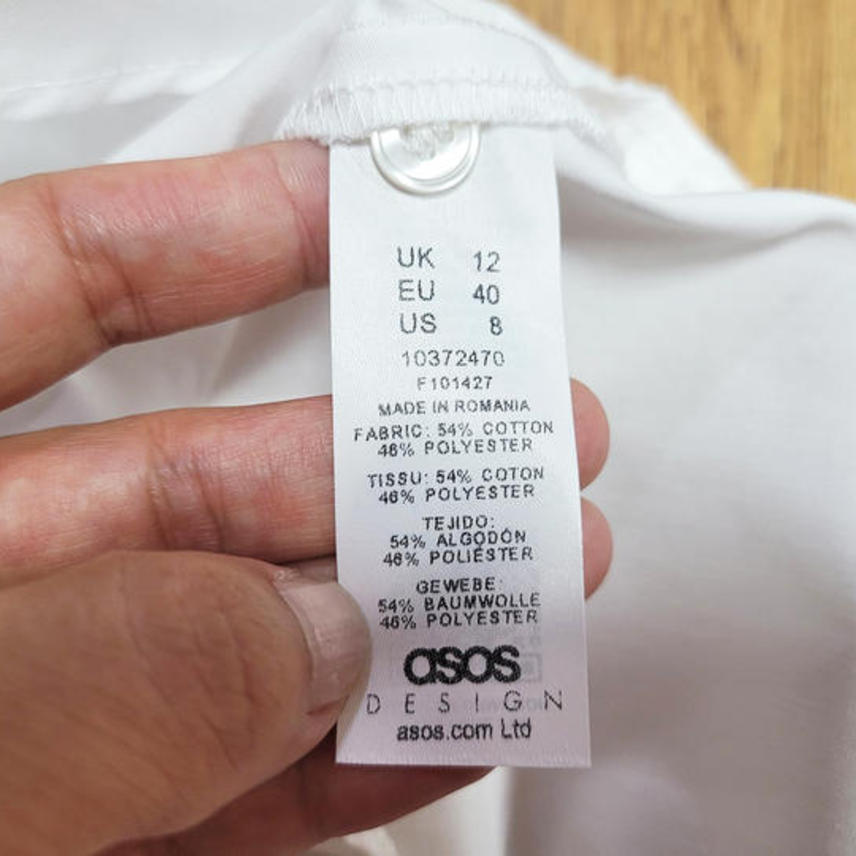 UK 12
EU 40
US 8
10372470
F101427
MADE IN ROMANIA
FABRIC: 54% COTTON
46% POLYESTER
TISSU: 54% COTON
46% POLYESTER
TEJIDO:
54% ALGODÓN
46% POLIÉSTER
GEWEBE:
54% BAUMWOLLE
46% POLYESTER
asos
DESIGN
asos.com Ltd